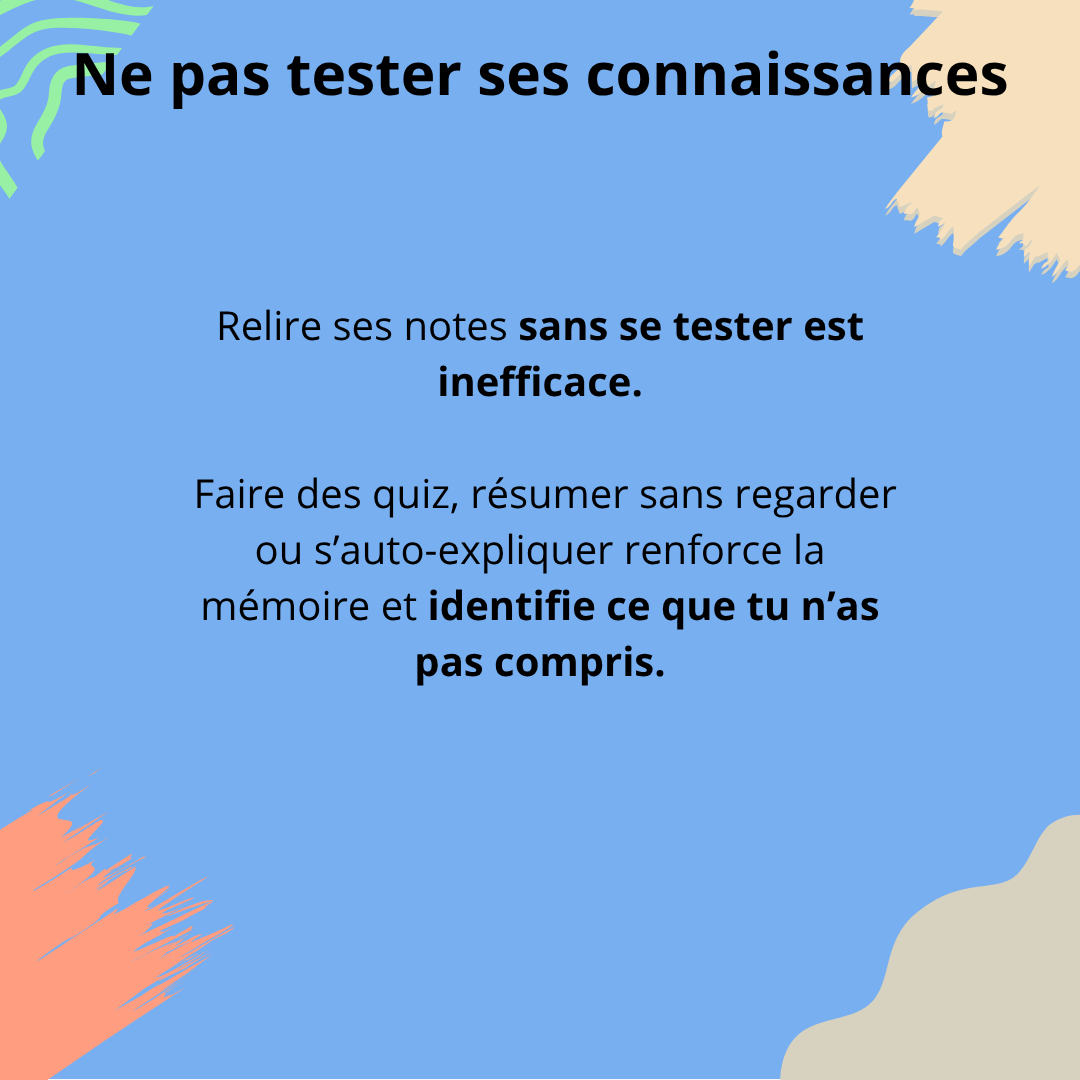 Ne pas tester ses connaissances
Relire ses notes sans se tester est
inefficace.
Faire des quiz, résumer sans regarder
ou s’auto-expliquer renforce la
mémoire et identifie ce que tu n’as
pas compris.